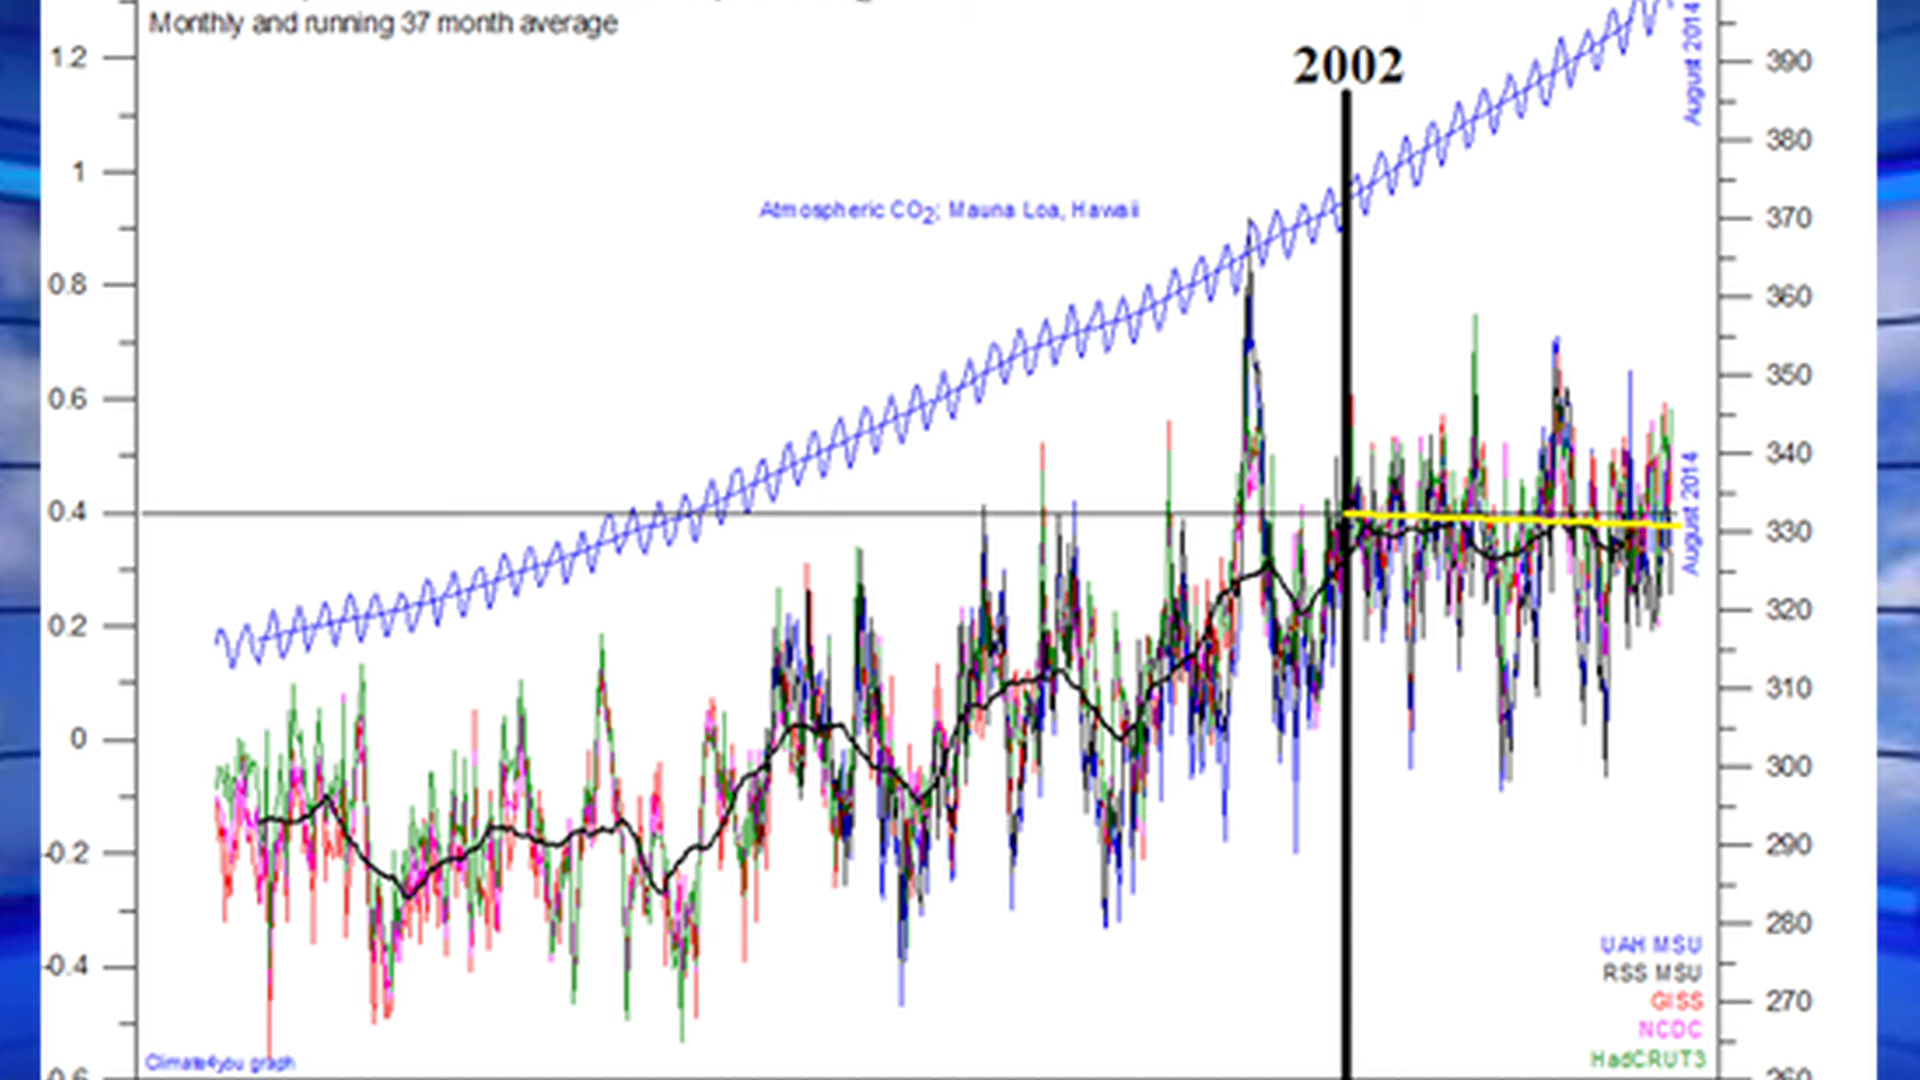 Monthly and running 37 month average
2002
August 2014
1.2
1
0.8
0.6
0.4
0.2
0
-0.2
-0.4
390
380
370
360
350
340
330
320
310
300
290
280
270
Atmospheric CO2; Mauna Loa, Hawaii
August 2014
UAH MSU
RSS MSU
GISS
NCDC
HadCRUT3
Climate4you graph